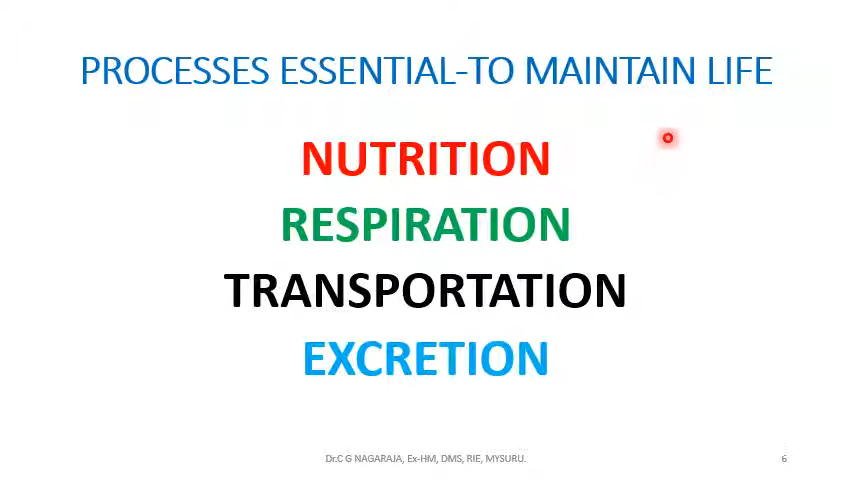 PROCESSES ESSENTIAL-TO MAINTAIN LIFE
NUTRITION
RESPIRATION
TRANSPORTATION
EXCRETION
Dr.C G NAGARAJA, Ex-HM, DMS, RIE, MYSURU.
6